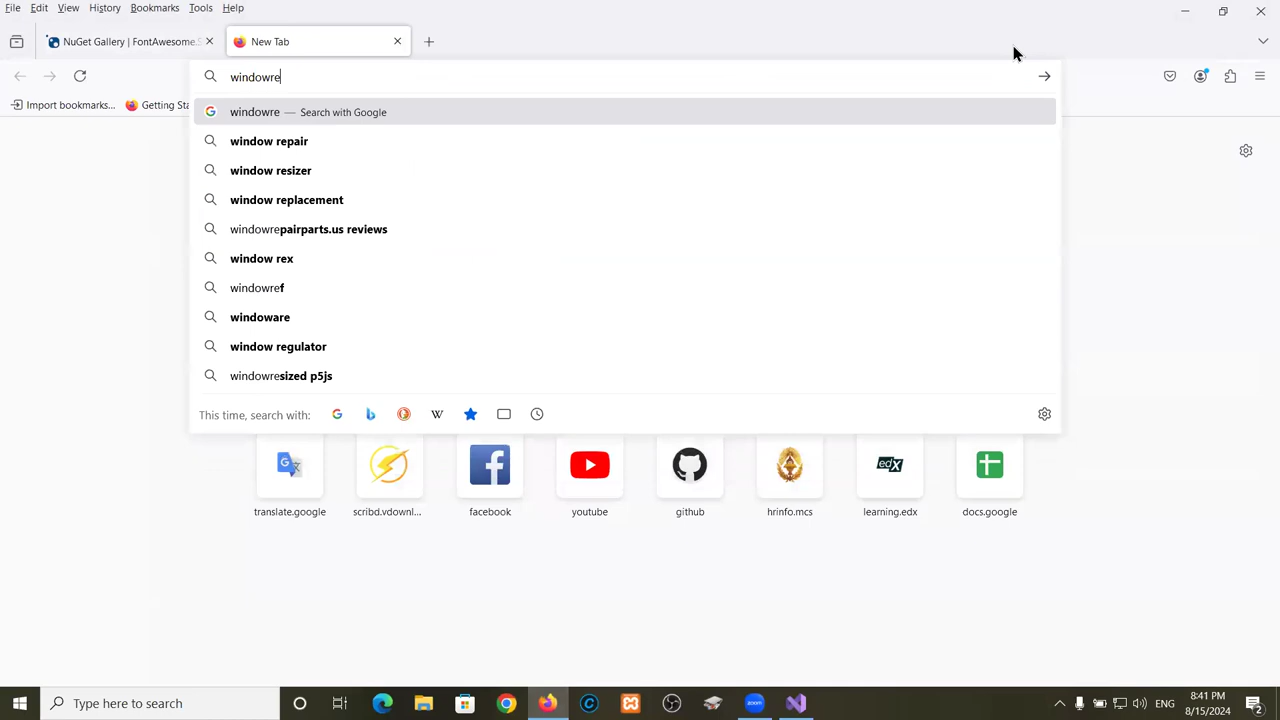 File Edit View History Bookmarks Tools Help
NuGet Gallery | FontAwesome.S
New Tab
windowre
Import bookmarks...
Getting Sta
windowre — Search with Google
window repair
window resizer
window replacement
windowrepairparts.us reviews
window rex
windowref
windoware
window regulator
windowresized p5js
This time, search with:
translate.google
scribd.vdownl...
facebook
youtube
github
hrinfo.mcs
learning.edx
docs.google
Type here to search
ENG
8:41 PM
8/15/2024
2